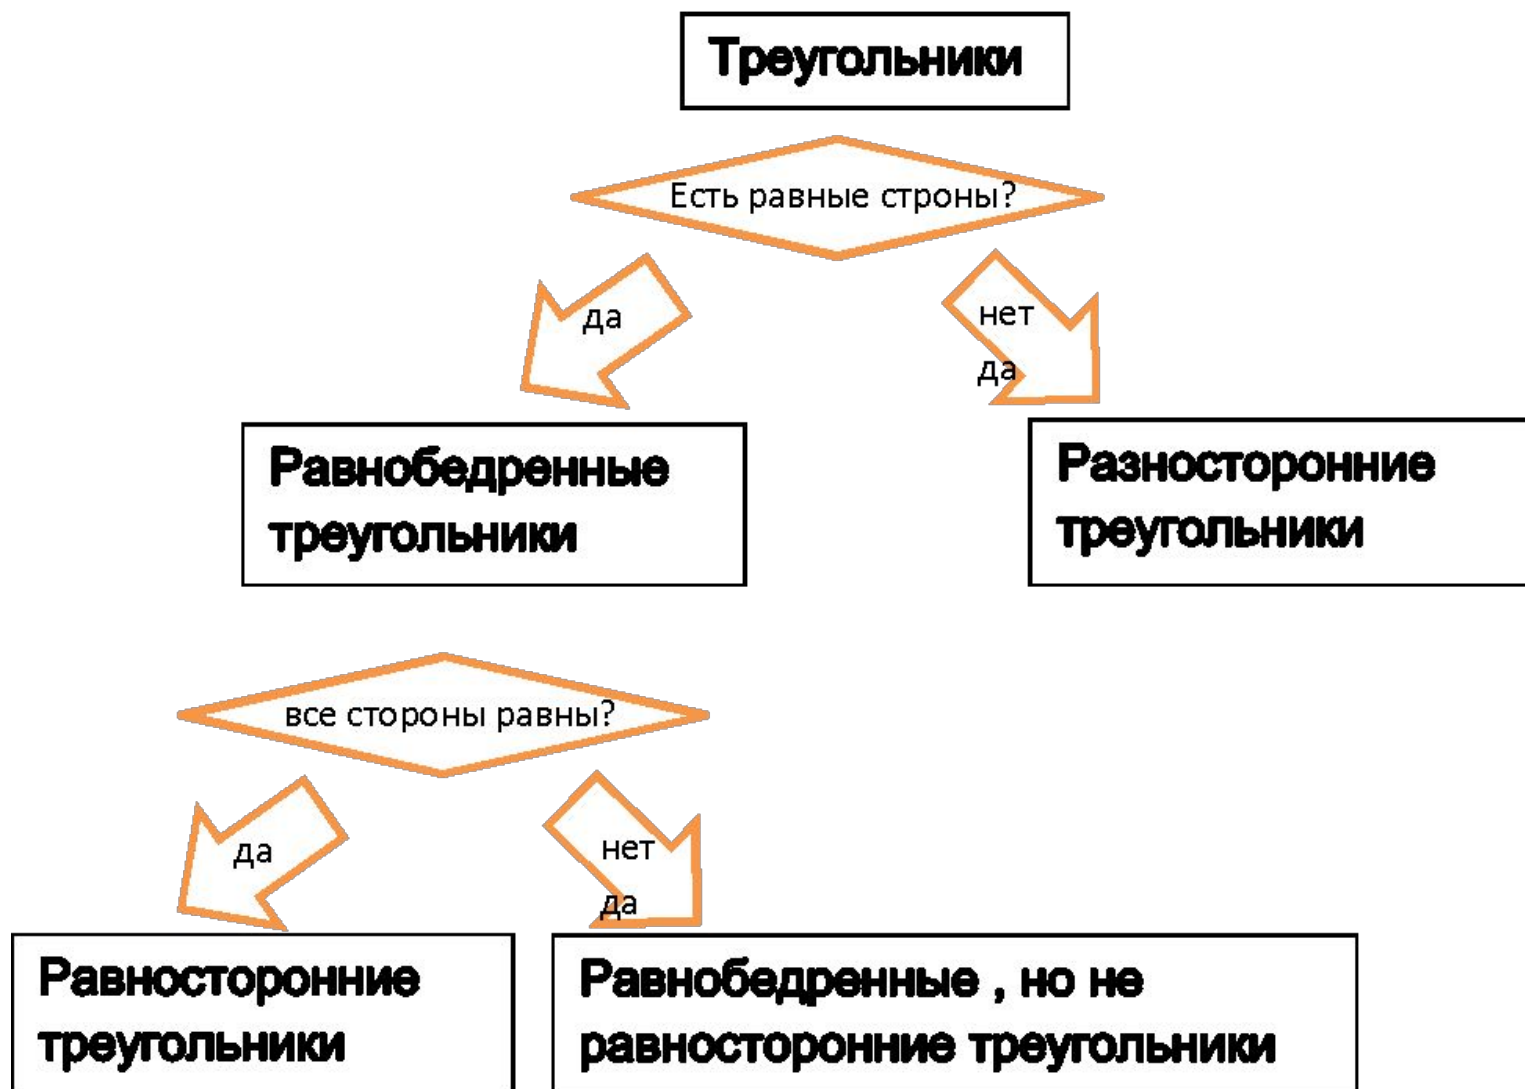 Треугольники
Есть равные строны?
да
нет
да
Равнобедренные
треугольники
Разносторонние
треугольники
все стороны равны?
да
нет
да
Равносторонние
треугольники
Равнобедренные , но не
равносторонние треугольники